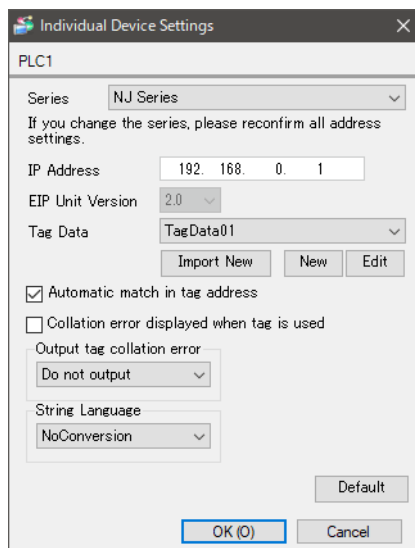 Individual Device Settings
PLC1
Series NJ Series
If you change the series, please reconfirm all address
settings.
IP Address 192. 168. 0. 1
EIP Unit Version 2.0
Tag Data TagData01
Import New New Edit
Automatic match in tag address
Collation error displayed when tag is used
Output tag collation error
Do not output
String Language
NoConversion
Default
OK (O) Cancel